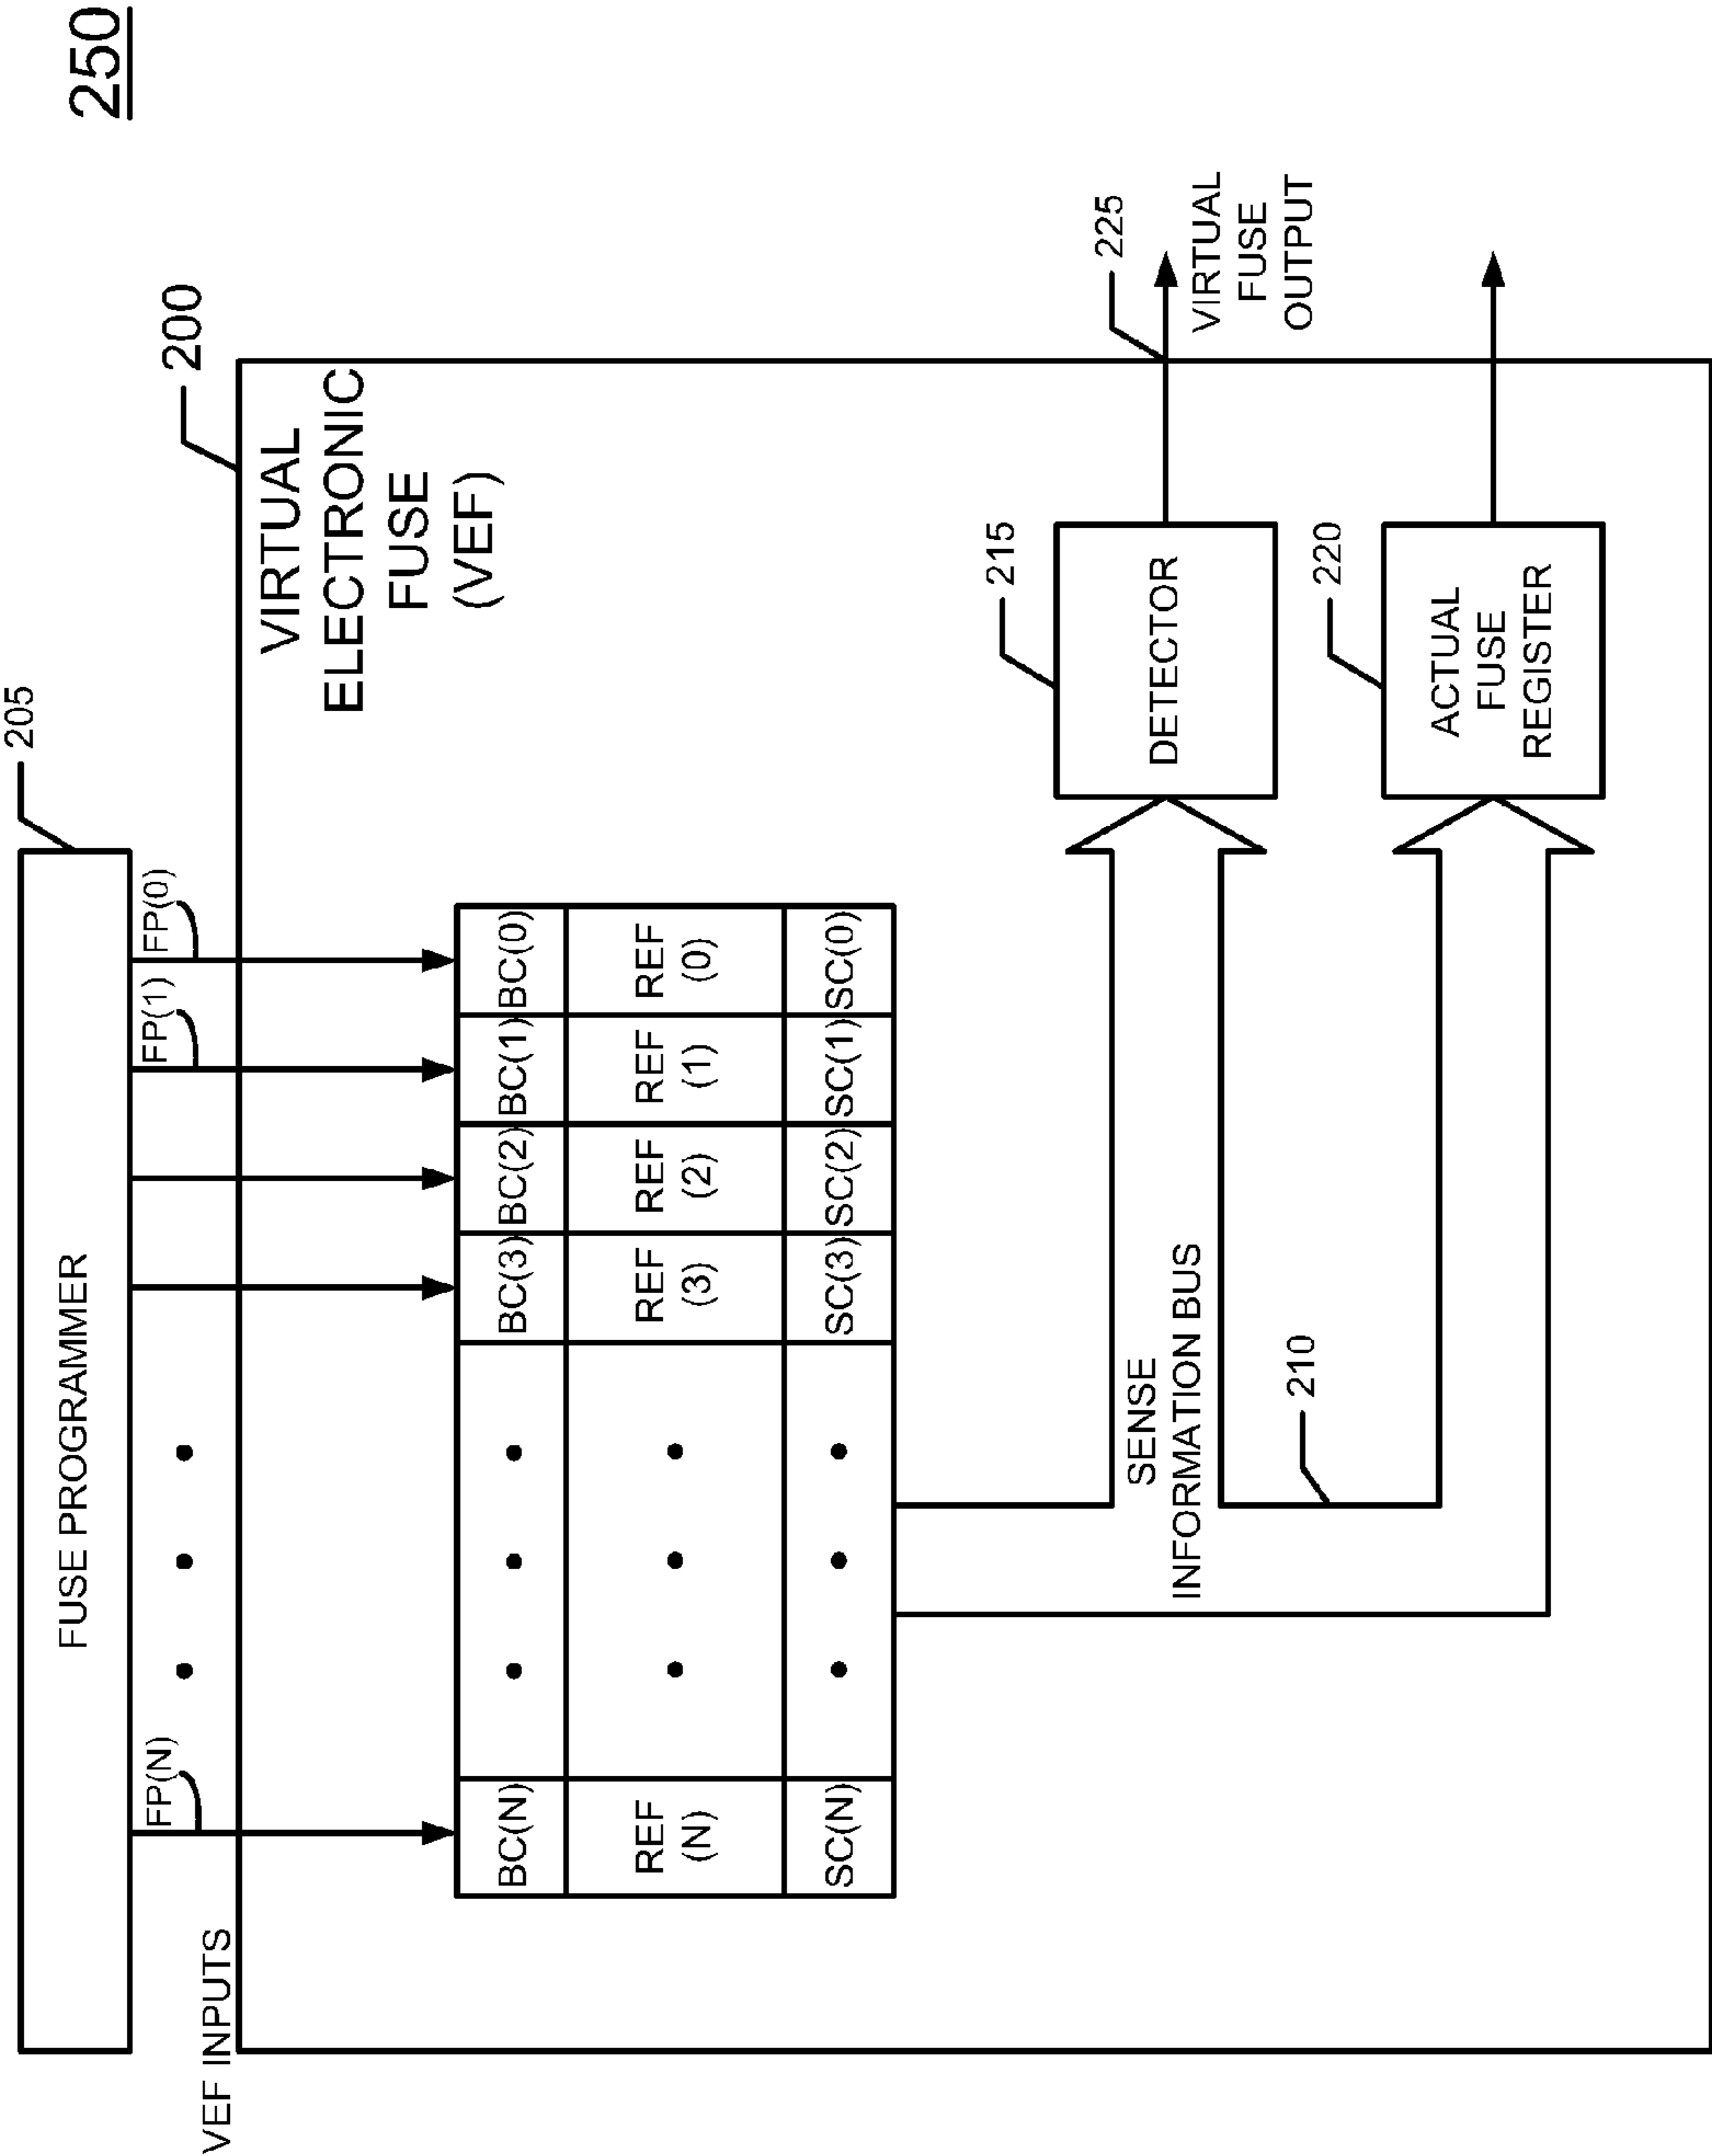 250
205
FUSE PROGRAMMER
FP(N)
FP(1)
FP(0)
VEF INPUTS
200
VIRTUAL
ELECTRONIC
FUSE
(VEF)
BC(N)
BC(3)
BC(2)
BC(1)
BC(0)
REF
(N)
REF
(3)
REF
(2)
REF
(1)
REF
(0)
SC(N)
SC(3)
SC(2)
SC(1)
SC(0)
SENSE
INFORMATION BUS
210
215
DETECTOR
225
VIRTUAL
FUSE
OUTPUT
220
ACTUAL
FUSE
REGISTER